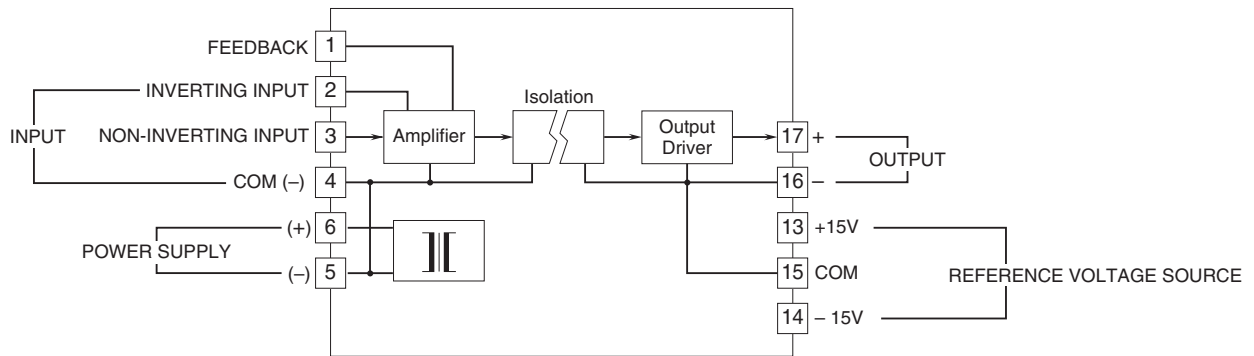 FEEDBACK 1
INVERTING INPUT 2
INPUT
NON-INVERTING INPUT 3
COM (–) 4
(+) 6
POWER SUPPLY
(–) 5
Amplifier
Isolation
Output
Driver
17 +
OUTPUT
16 –
13 +15V
15 COM
REFERENCE VOLTAGE SOURCE
14 – 15V